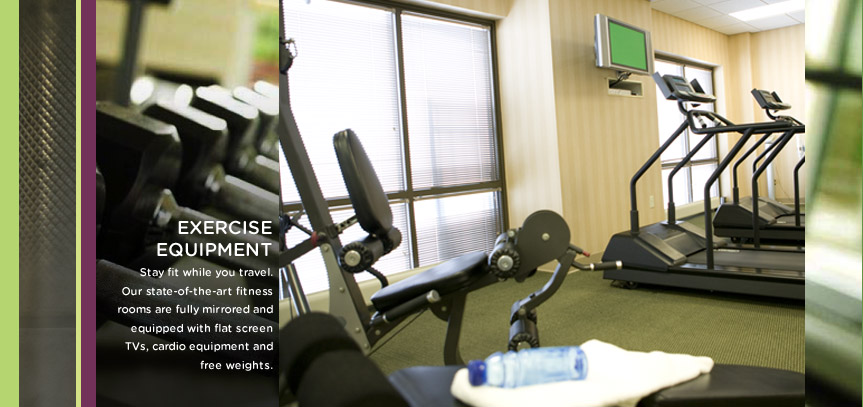 EXERCISE
EQUIPMENT
Stay fit while you travel.
Our state-of-the-art fitness
rooms are fully mirrored and
equipped with flat screen
TVs, cardio equipment and
free weights.